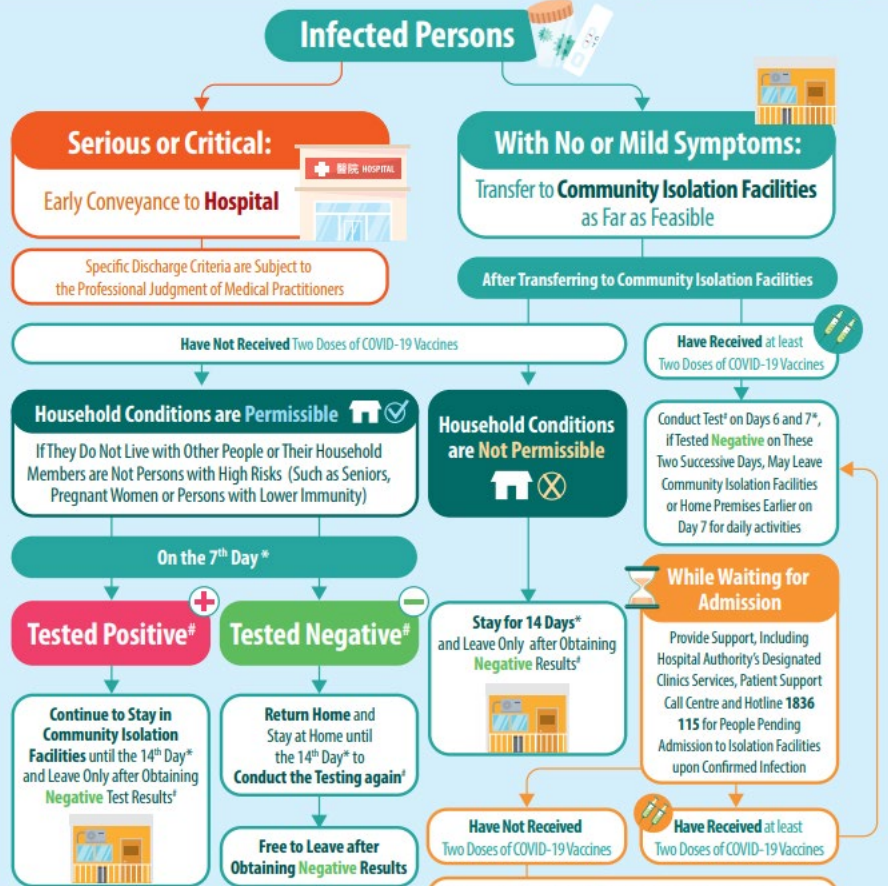 Infected Persons
Serious or Critical:
醫院 HOSPITAL
Early Conveyance to Hospital
Specific Discharge Criteria are Subject to
the Professional Judgment of Medical Practitioners
With No or Mild Symptoms:
Transfer to Community Isolation Facilities
as Far as Feasible
After Transferring to Community Isolation Facilities
Have Not Received Two Doses of COVID-19 Vaccines
Have Received at least
Two Doses of COVID-19 Vaccines
Household Conditions are Permissible
If They Do Not Live with Other People or Their Household
Members are Not Persons with High Risks (Such as Seniors,
Pregnant Women or Persons with Lower Immunity)
Household Conditions
are Not Permissible
Conduct Test# on Days 6 and 7*,
if Tested Negative on These
Two Successive Days, May Leave
Community Isolation Facilities
or Home Premises Earlier on
Day 7 for daily activities
On the 7th Day *
Tested Positive#
Tested Negative#
Continue to Stay in
Community Isolation
Facilities until the 14th Day*
and Leave Only after Obtaining
Negative Test Results#
Return Home and
Stay at Home until
the 14th Day* to
Conduct the Testing again#
Free to Leave after
Obtaining Negative Results
Stay for 14 Days*
and Leave Only after Obtaining
Negative Results#
While Waiting for
Admission
Provide Support, Including
Hospital Authority's Designated
Clinics Services, Patient Support
Call Centre and Hotline 1836
115 for People Pending
Admission to Isolation Facilities
upon Confirmed Infection
Have Not Received
Two Doses of COVID-19 Vaccines
Have Received at least
Two Doses of COVID-19 Vaccines